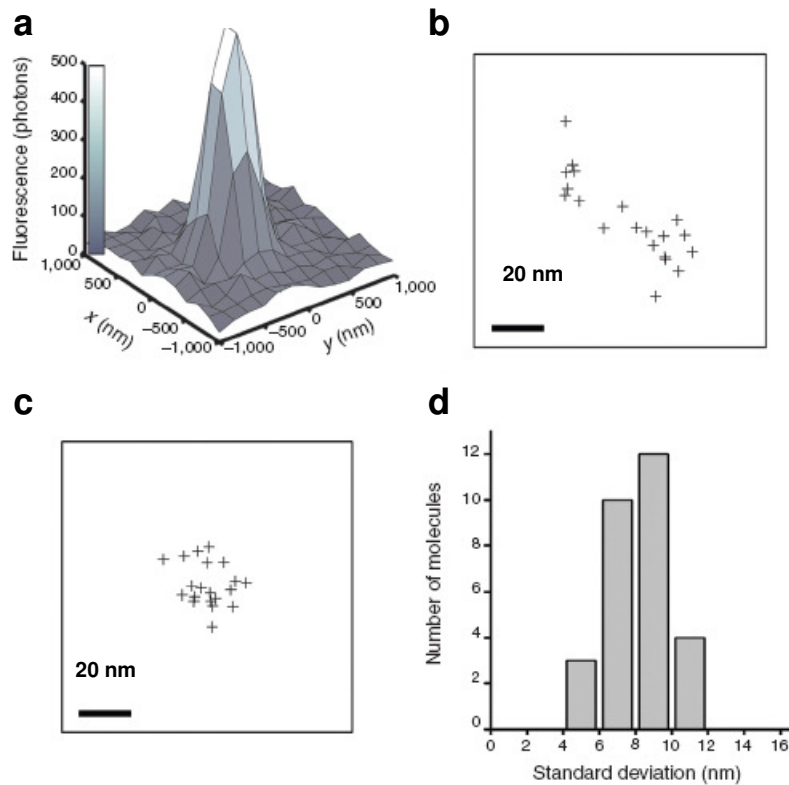 a
Fluorescence (photons)
500
400
300
200
100
0
1,000
500
0
–500
–1,000
x (nm)
–1,000
–500
0
500
1,000
y (nm)
b
20 nm
c
20 nm
d
Number of molecules
12
10
8
6
4
2
0
0 2 4 6 8 10 12 14 16
Standard deviation (nm)